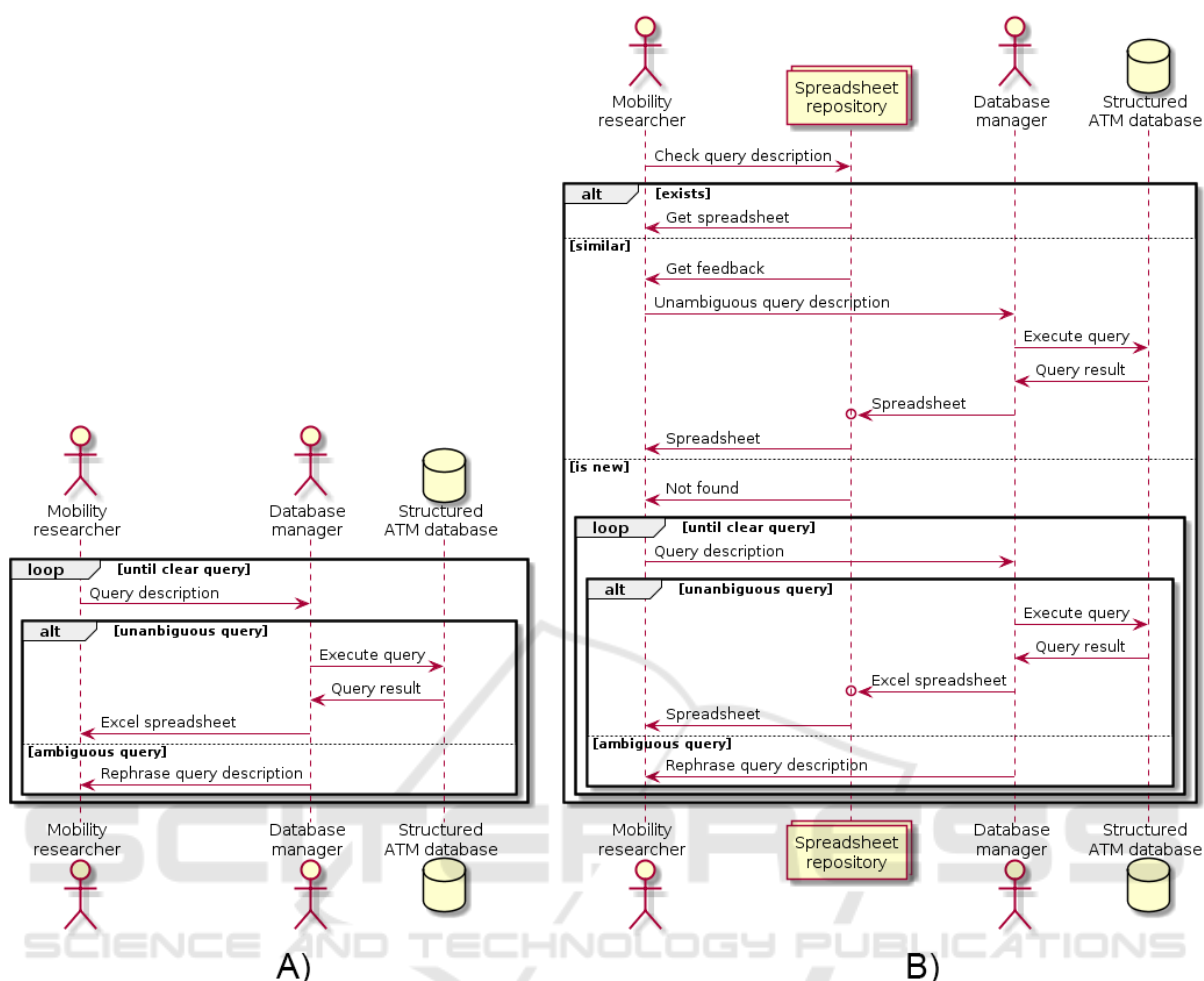 Mobility
researcher
Database
manager
Structured
ATM database
loop [until clear query]
Query description
alt [unanbiguous query]
Execute query
Query result
Excel spreadsheet
[ambiguous query]
Rephrase query description
Mobility
researcher
Database
manager
Structured
ATM database
A)
Mobility
researcher
Spreadsheet
repository
Database
manager
Structured
ATM database
Check query description
alt [exists]
Get spreadsheet
[similar]
Get feedback
Unambiguous query description
Execute query
Query result
Spreadsheet
Spreadsheet
[is new]
Not found
loop [until clear query]
Query description
alt [unanbiguous query]
Execute query
Query result
Excel spreadsheet
Spreadsheet
[ambiguous query]
Rephrase query description
Mobility
researcher
Spreadsheet
repository
Database
manager
Structured
ATM database
B)
SCITEPRESS
SCIENCE AND TECHNOLOGY PUBLICATIONS